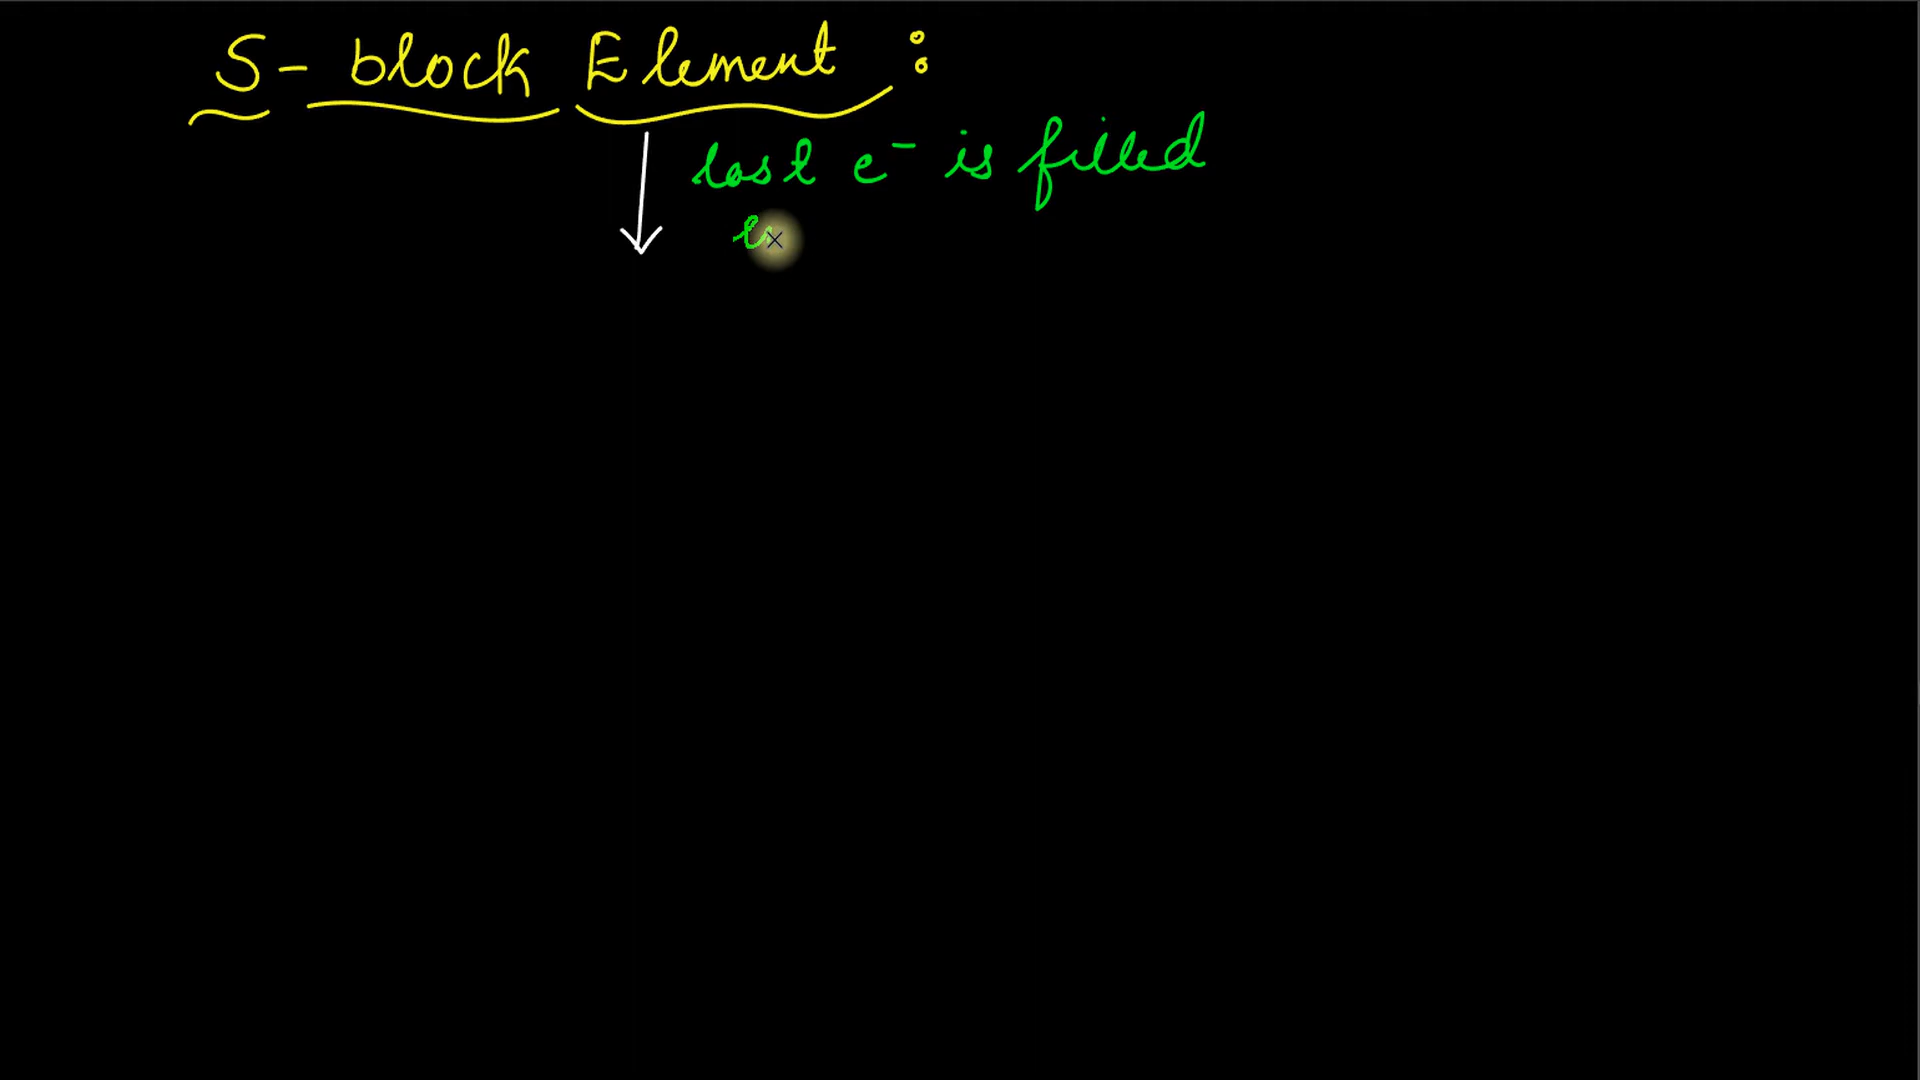 S-block Element :
last e⁻ is filled